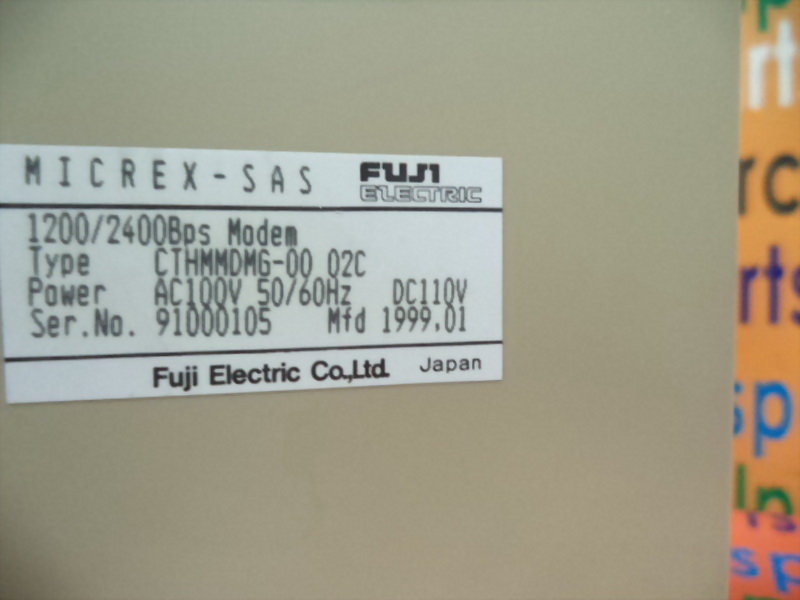 MICREX-SAS FUJI ELECTRIC
1200/2400Bps Modem
Type CTHMMDMG-00 02C
Power AC100V 50/60Hz DC110V
Ser.No. 91000105 Mfd 1999.01
Fuji Electric Co.,Ltd. Japan